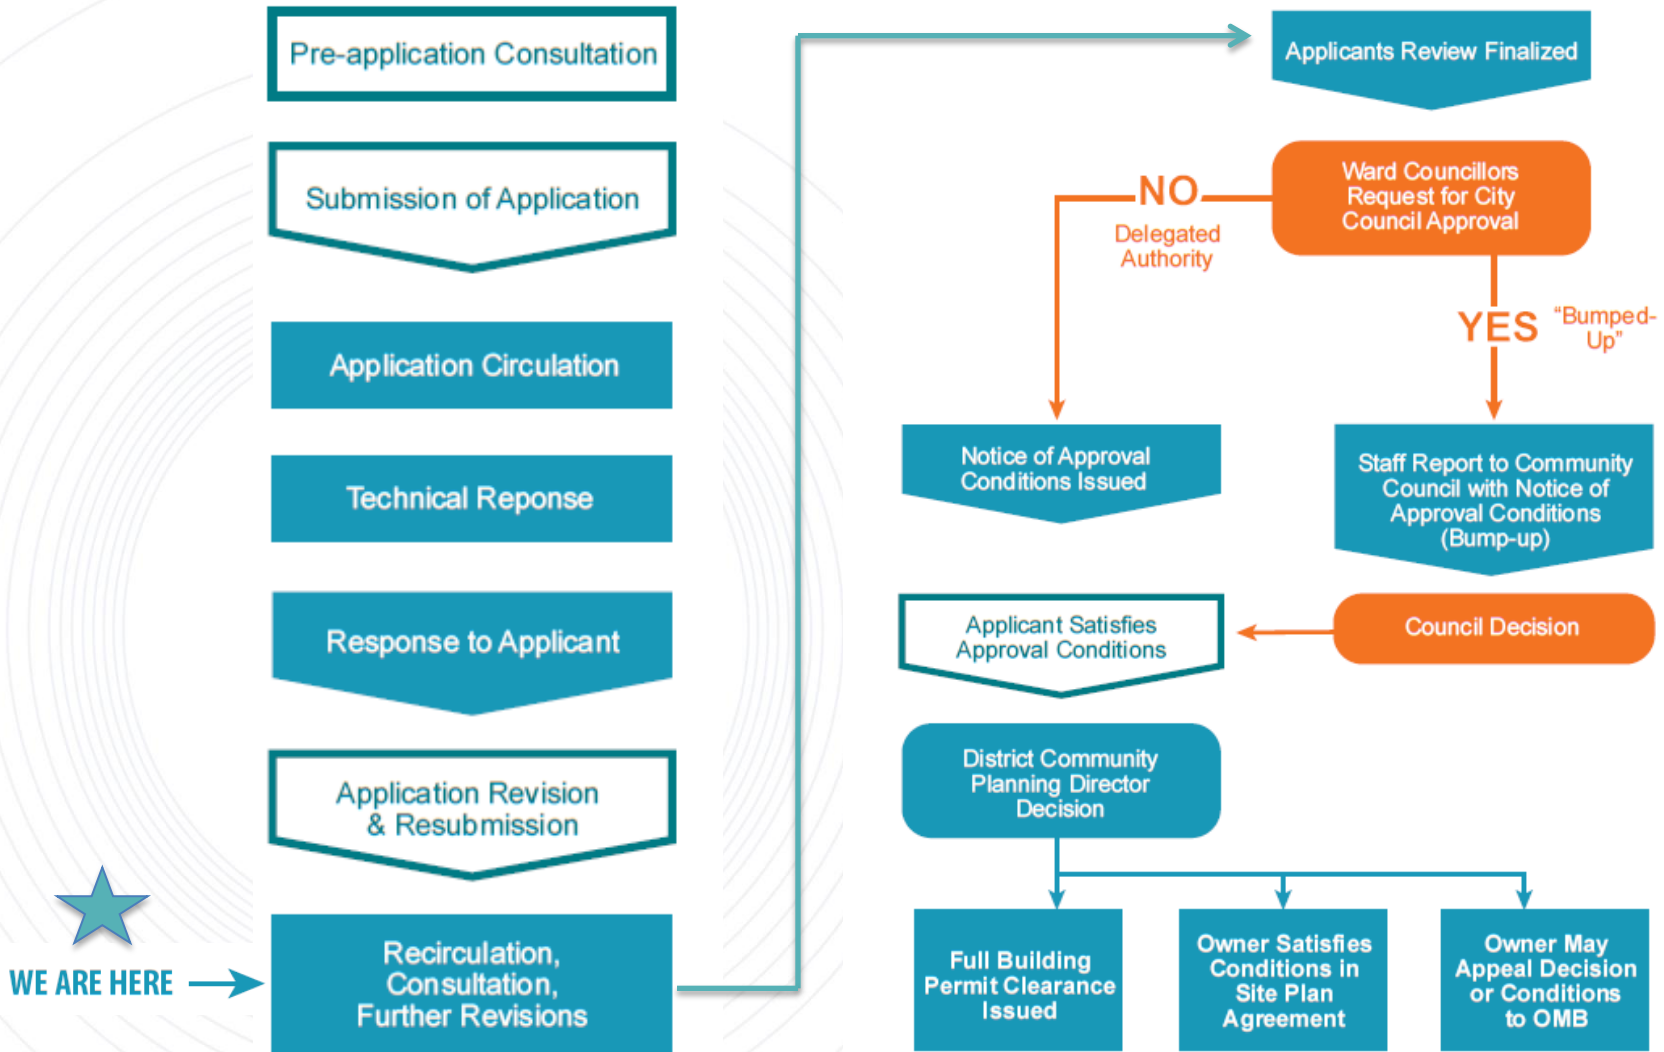 Pre-application Consultation
Submission of Application
Application Circulation
Technical Reponse
Response to Applicant
Application Revision
& Resubmission
WE ARE HERE
Recirculation,
Consultation,
Further Revisions
Applicants Review Finalized
Ward Councillors
Request for City
Council Approval
NO
Delegated
Authority
YES
“Bumped-
Up”
Notice of Approval
Conditions Issued
Staff Report to Community
Council with Notice of
Approval Conditions
(Bump-up)
Applicant Satisfies
Approval Conditions
Council Decision
District Community
Planning Director
Decision
Full Building
Permit Clearance
Issued
Owner Satisfies
Conditions in
Site Plan
Agreement
Owner May
Appeal Decision
or Conditions
to OMB